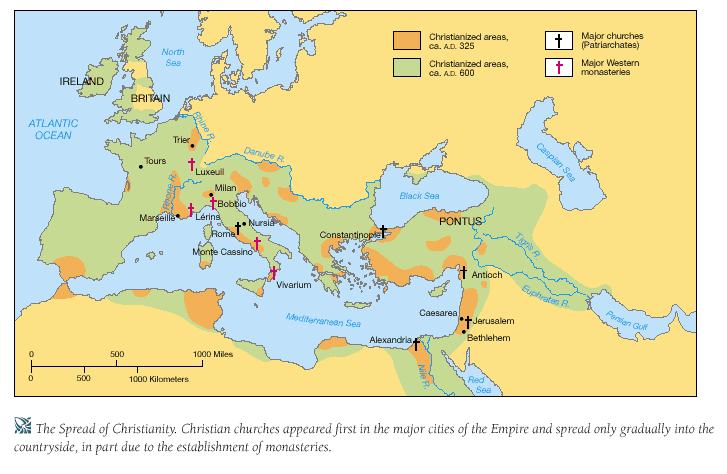 Christianized areas,
ca. A.D. 325
Major churches
(Patriarchates)
Christianized areas,
ca. A.D. 600
Major Western
monasteries
North
Sea
IRELAND
BRITAIN
ATLANTIC
OCEAN
Rhine R.
Trier
Tours
Luxeuil
Danube R.
Caspian Sea
Rhone R.
Milan
Bobbio
Black Sea
Marseille
Lérins
Nursia
Rome
PONTUS
Constantinople
Monte Cassino
Tigris R.
Vivarium
Antioch
Euphrates R.
Mediterranean Sea
Caesarea
Jerusalem
Persian Gulf
Alexandria
Bethlehem
0 500 1000 Miles
0 500 1000 Kilometers
Nile R.
Red
Sea
The Spread of Christianity. Christian churches appeared first in the major cities of the Empire and spread only gradually into the
countryside, in part due to the establishment of monasteries.